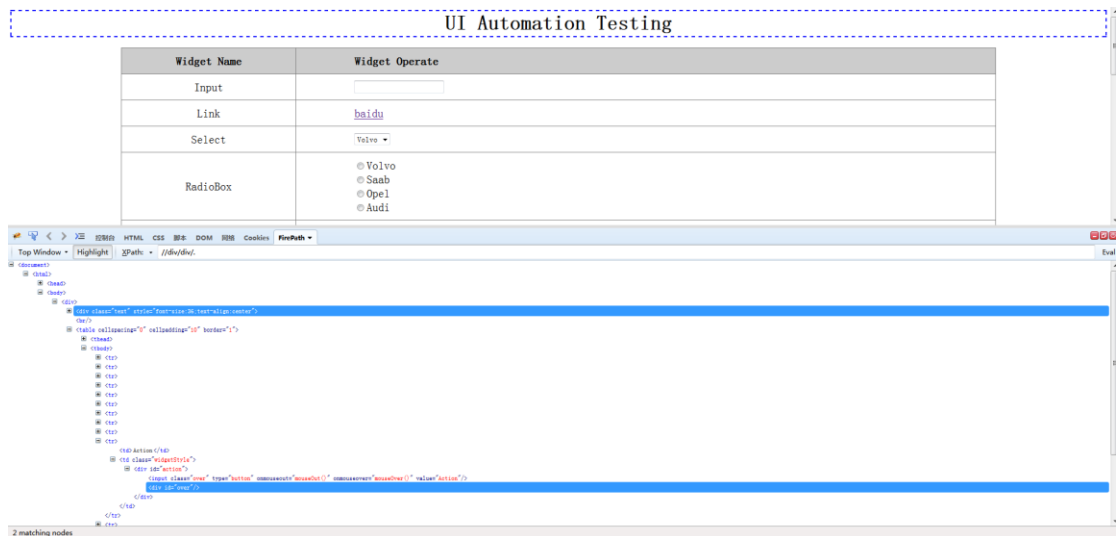 UI Automation Testing
Widget Name Widget Operate
Input
Link baidu
Select Volvo
RadioBox
Volvo
Saab
Opel
Audi
控制台 HTML CSS 脚本 DOM 网络 Cookies FirePath
Top Window Highlight XPath: //div/div/. Eval
<document>
<html>
<head>
<body>
<div>
<div class="text" style="font-size:36;text-align:center">
<br/>
<table cellspacing="0" cellpadding="10" border="1">
<thead>
<tbody>
<tr>
<tr>
<tr>
<tr>
<tr>
<tr>
<tr>
<tr>
<tr>
<tr>
<td>Action</td>
<td class="widgetStyle">
<div id="action">
<input class="over" type="button" onmouseout="mouseOut()" onmouseover="mouseOver()" value="Action"/>
<div id="over"/>
</div>
</td>
</tr>
<tr>
2 matching nodes